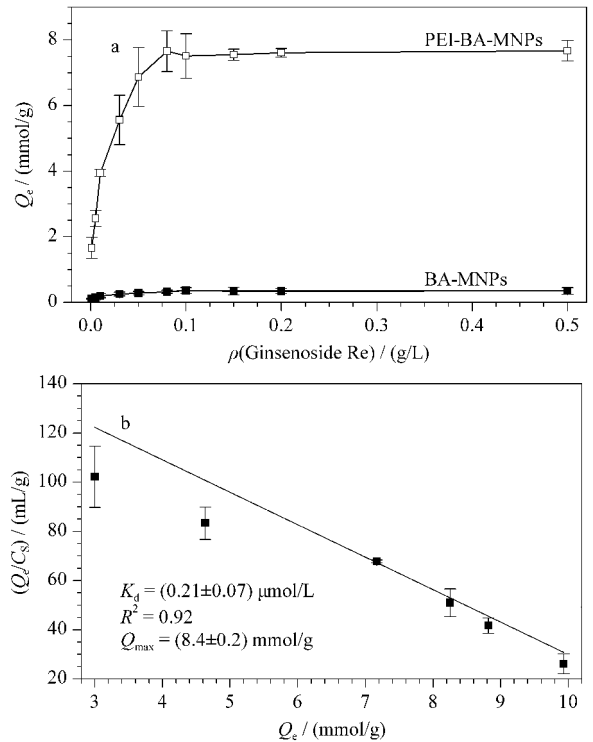 a
PEI-BA-MNPs
BA-MNPs
8
6
4
2
0
Qe / (mmol/g)
0.0 0.1 0.2 0.3 0.4 0.5
ρ(Ginsenoside Re) / (g/L)
b
140
120
100
80
60
40
20
(Qe/CS) / (mL/g)
Kd = (0.21±0.07) μmol/L
R² = 0.92
Qmax = (8.4±0.2) mmol/g
3 4 5 6 7 8 9 10
Qe / (mmol/g)